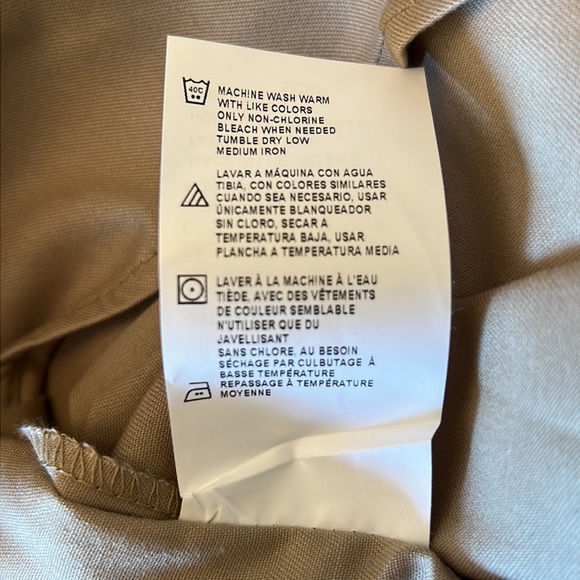 40C
MACHINE WASH WARM
WITH LIKE COLORS
ONLY NON-CHLORINE
BLEACH WHEN NEEDED
TUMBLE DRY LOW
MEDIUM IRON
LAVAR A MÁQUINA CON AGUA
TIBIA, CON COLORES SIMILARES
CUANDO SEA NECESARIO, USAR
ÚNICAMENTE BLANQUEADOR
SIN CLORO, SECAR A
TEMPERATURA BAJA, USAR
PLANCHA A TEMPERATURA MEDIA
LAVER À LA MACHINE À L'EAU
TIÈDE, AVEC DES VÊTEMENTS
DE COULEUR SEMBLABLE
N'UTILISER QUE DU
JAVELLISANT
SANS CHLORE, AU BESOIN
SÉCHAGE PAR CULBUTAGE À
BASSE TEMPÉRATURE
REPASSAGE À TEMPÉRATURE
MOYENNE